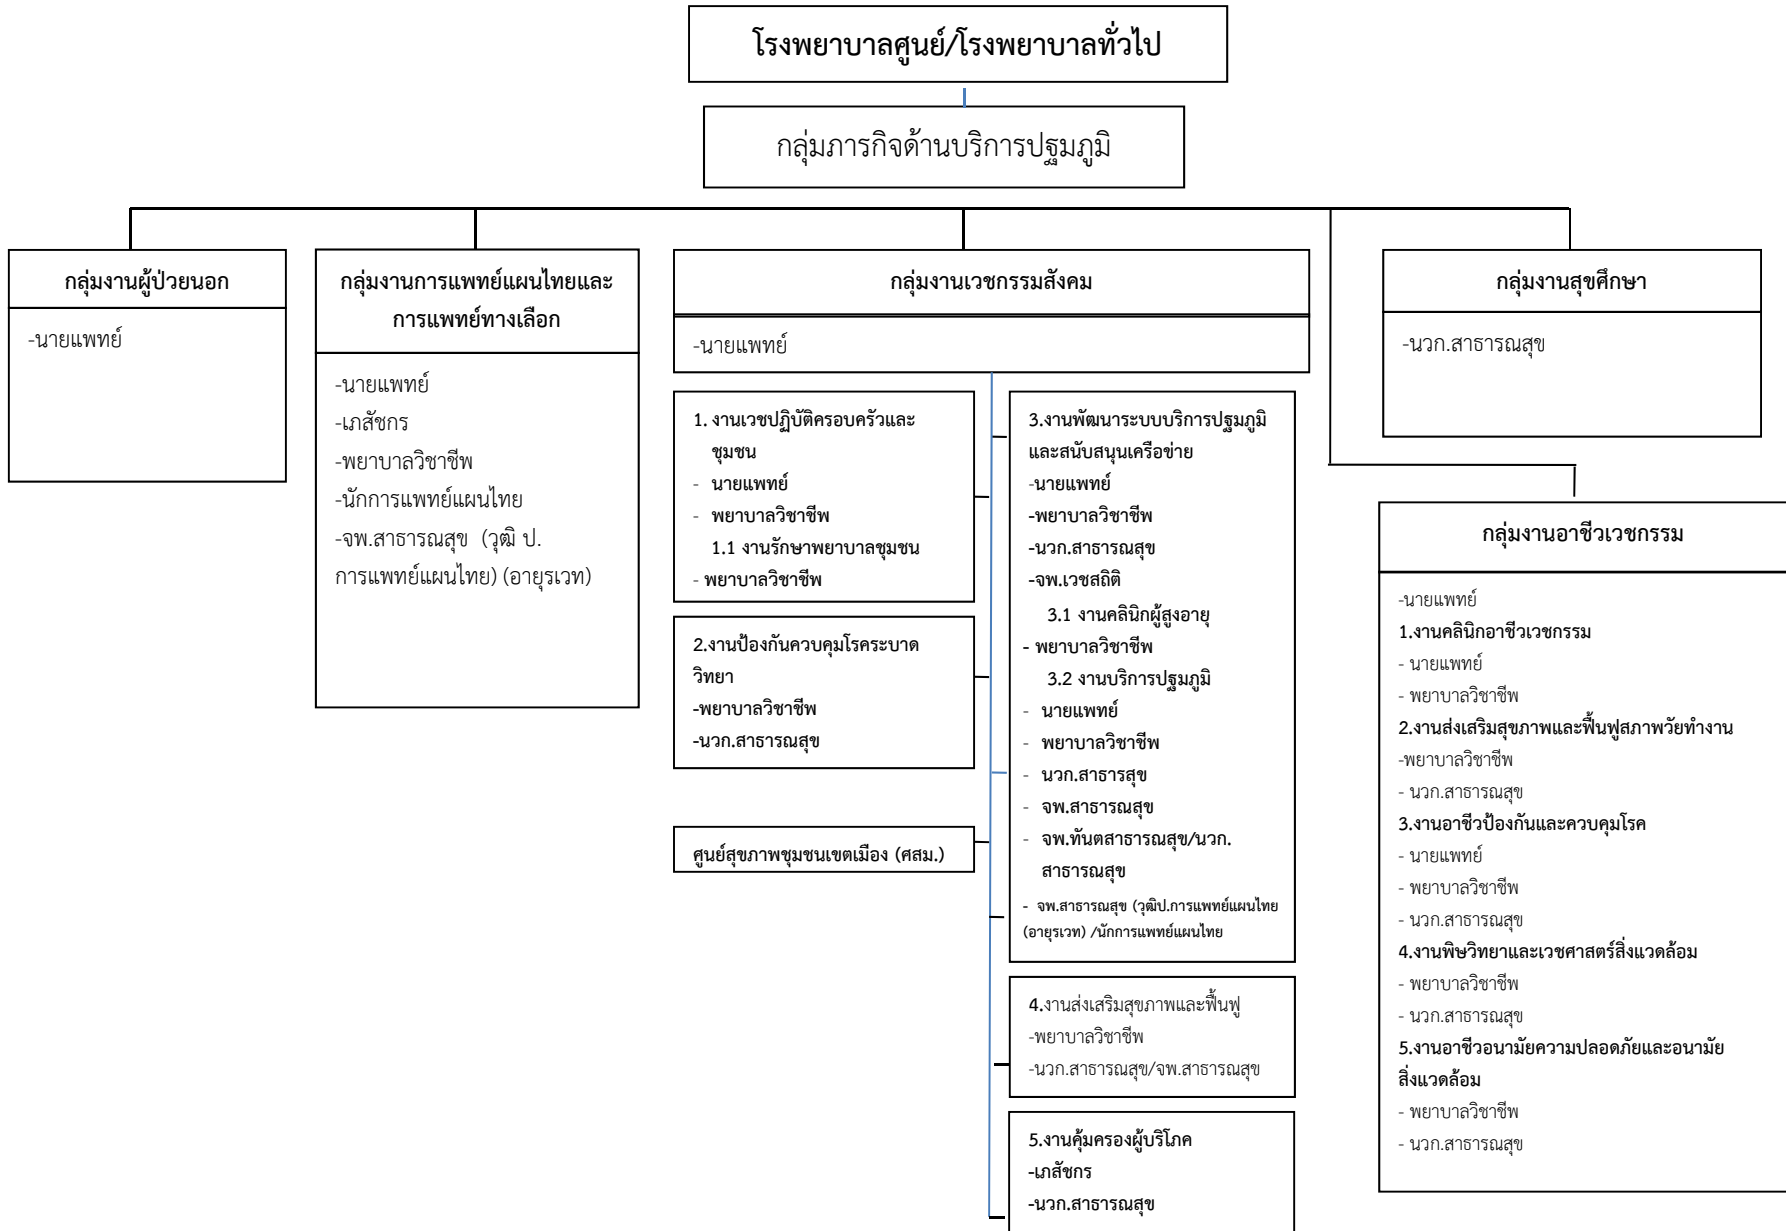 โรงพยาบาลศูนย์/โรงพยาบาลทั่วไป
กลุ่มภารกิจด้านบริการปฐมภูมิ
กลุ่มงานผู้ป่วยนอก
-นายแพทย์
กลุ่มงานการแพทย์แผนไทยและ
การแพทย์ทางเลือก
-นายแพทย์
-เภสัชกร
-พยาบาลวิชาชีพ
-นักการแพทย์แผนไทย
-จพ.สาธารณสุข (วุฒิ ป.
การแพทย์แผนไทย) (อายุรเวท)
กลุ่มงานเวชกรรมสังคม
-นายแพทย์
1. งานเวชปฏิบัติครอบครัวและ
ชุมชน
- นายแพทย์
- พยาบาลวิชาชีพ
1.1 งานรักษาพยาบาลชุมชน
- พยาบาลวิชาชีพ
2.งานป้องกันควบคุมโรคระบาด
วิทยา
-พยาบาลวิชาชีพ
-นวก.สาธารณสุข
ศูนย์สุขภาพชุมชนเขตเมือง (ศสม.)
3.งานพัฒนาระบบบริการปฐมภูมิ
และสนับสนุนเครือข่าย
-นายแพทย์
-พยาบาลวิชาชีพ
-นวก.สาธารณสุข
-จพ.เวชสถิติ
3.1 งานคลินิกผู้สูงอายุ
- พยาบาลวิชาชีพ
3.2 งานบริการปฐมภูมิ
- นายแพทย์
- พยาบาลวิชาชีพ
- นวก.สาธารสุข
- จพ.สาธารณสุข
- จพ.ทันตสาธารณสุข/นวก.
สาธารณสุข
- จพ.สาธารณสุข (วุฒิป.การแพทย์แผนไทย
(อายุรเวท) /นักการแพทย์แผนไทย
4.งานส่งเสริมสุขภาพและฟื้นฟู
-พยาบาลวิชาชีพ
-นวก.สาธารณสุข/จพ.สาธารณสุข
5.งานคุ้มครองผู้บริโภค
-เภสัชกร
-นวก.สาธารณสุข
กลุ่มงานสุขศึกษา
-นวก.สาธารณสุข
กลุ่มงานอาชีวเวชกรรม
-นายแพทย์
1.งานคลินิกอาชีวเวชกรรม
- นายแพทย์
- พยาบาลวิชาชีพ
2.งานส่งเสริมสุขภาพและฟื้นฟูสภาพวัยทำงาน
-พยาบาลวิชาชีพ
- นวก.สาธารณสุข
3.งานอาชีวป้องกันและควบคุมโรค
- นายแพทย์
- พยาบาลวิชาชีพ
- นวก.สาธารณสุข
4.งานพิษวิทยาและเวชศาสตร์สิ่งแวดล้อม
- พยาบาลวิชาชีพ
- นวก.สาธารณสุข
5.งานอาชีวอนามัยความปลอดภัยและอนามัย
สิ่งแวดล้อม
- พยาบาลวิชาชีพ
- นวก.สาธารณสุข